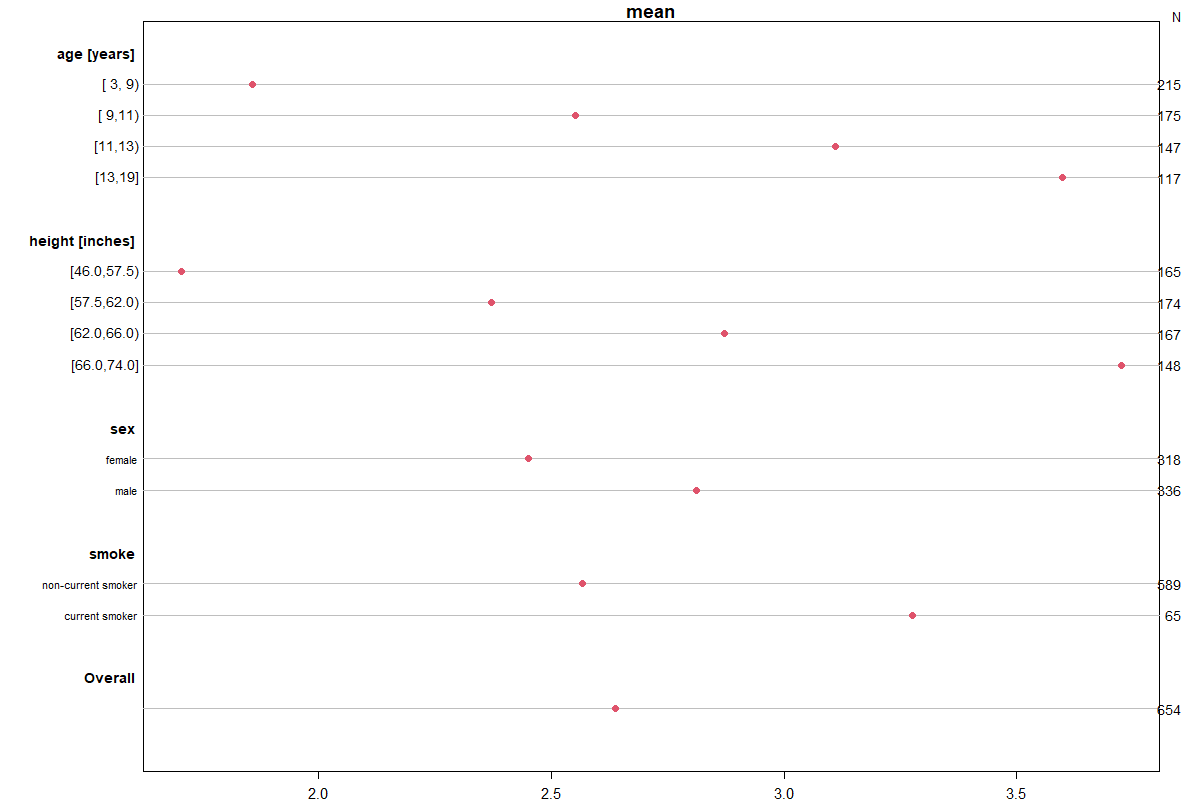 mean
N
age [years]
[ 3, 9) 215
[ 9,11) 175
[11,13) 147
[13,19] 117
height [inches]
[46.0,57.5) 165
[57.5,62.0) 174
[62.0,66.0) 167
[66.0,74.0] 148
sex
female 318
male 336
smoke
non-current smoker 589
current smoker 65
Overall
654
2.0 2.5 3.0 3.5